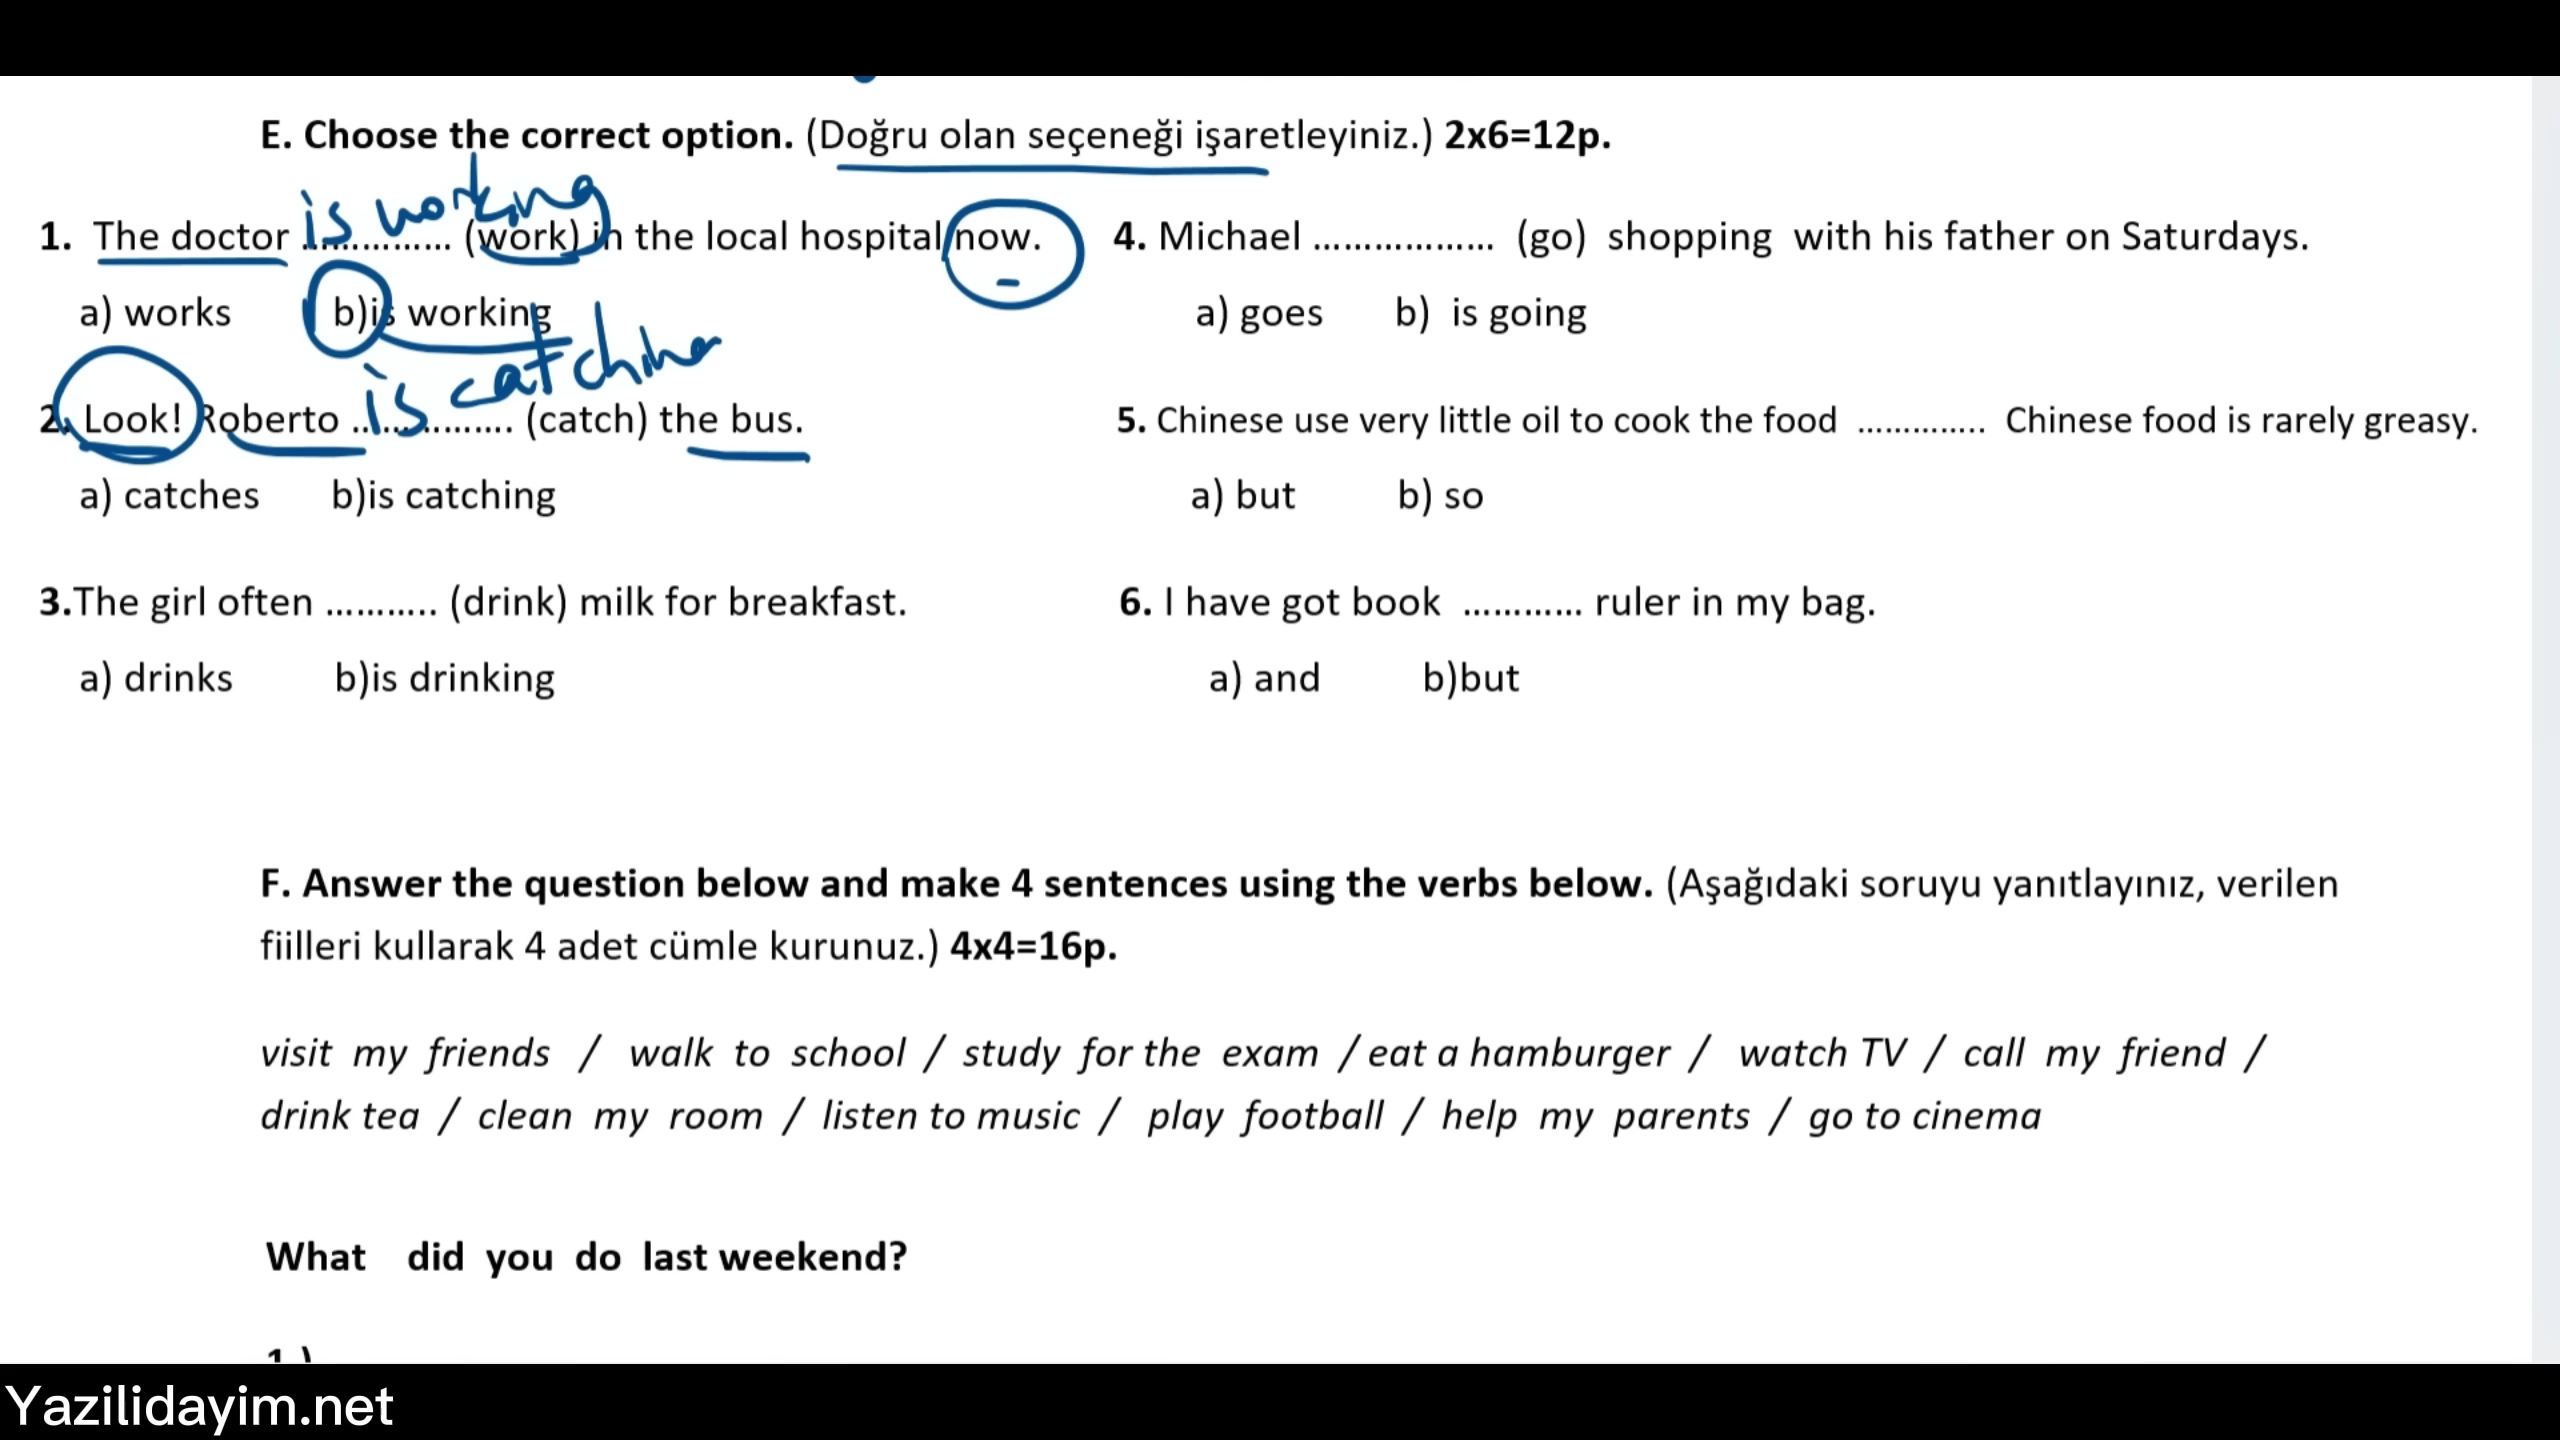 E. Choose the correct option. (Doğru olan seçeneği işaretleyiniz.) 2x6=12p.
is working
1. The doctor ............... (work) in the local hospital now.
a) works b)is working
is catching
2. Look! Roberto ................ (catch) the bus.
a) catches b)is catching
3.The girl often ........... (drink) milk for breakfast.
a) drinks b)is drinking
4. Michael .................. (go) shopping with his father on Saturdays.
a) goes b) is going
5. Chinese use very little oil to cook the food .............. Chinese food is rarely greasy.
a) but b) so
6. I have got book ............ ruler in my bag.
a) and b)but
F. Answer the question below and make 4 sentences using the verbs below. (Aşağıdaki soruyu yanıtlayınız, verilen
fiilleri kullarak 4 adet cümle kurunuz.) 4x4=16p.
visit my friends / walk to school / study for the exam / eat a hamburger / watch TV / call my friend /
drink tea / clean my room / listen to music / play football / help my parents / go to cinema
What did you do last weekend?
1.)
Yazilidayim.net